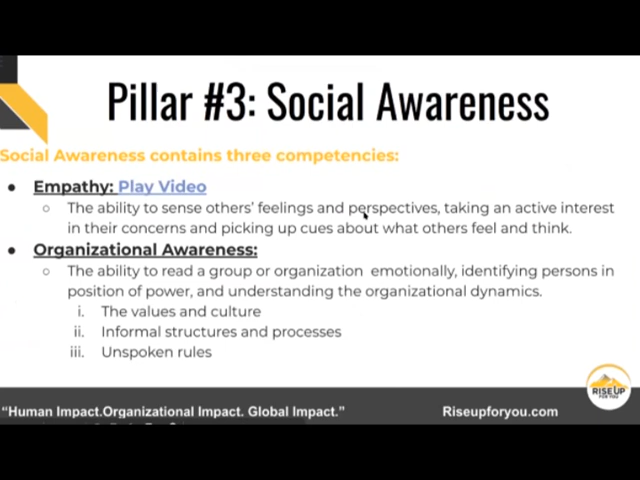 Pillar #3: Social Awareness
Social Awareness contains three competencies:
● Empathy: Play Video
○ The ability to sense others' feelings and perspectives, taking an active interest
in their concerns and picking up cues about what others feel and think.
● Organizational Awareness:
○ The ability to read a group or organization emotionally, identifying persons in
position of power, and understanding the organizational dynamics.
i. The values and culture
ii. Informal structures and processes
iii. Unspoken rules
RISE UP
FOR YOU
“Human Impact.Organizational Impact. Global Impact.”
Riseupforyou.com